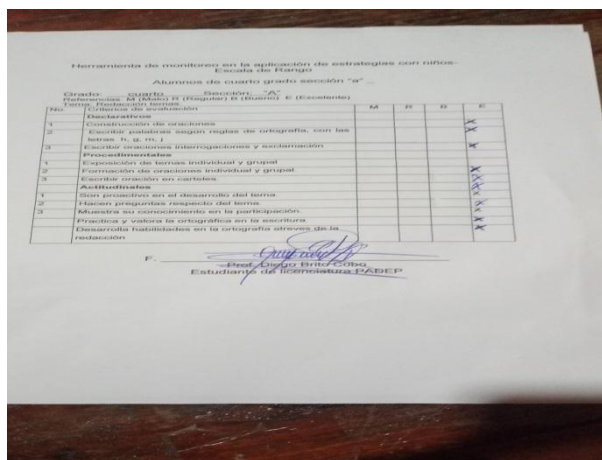 Herramienta de monitoreo en la aplicación de estrategias con niños-
Escala de Rango
Alumnos de cuarto grado sección "a"
Grado: cuarto Sección: "A"
Referencias: M (Malo) R (Regular) B (Bueno) E (Excelente)
Tema: Redacción temas
No. Criterios de evaluación M R B E
Declarativos
1 Construcción de oraciones X
2 Escribir palabras según reglas de ortografía, con las X
letras h, g, m, j
3 Escribir oraciones interrogaciones y exclamación X
Procedimentales
1 Exposición de temas individual y grupal X
2 Formación de oraciones individual y grupal X
3 Escribir oración en carteles. X
Actitudinales
1 Son proactivo en el desarrollo del tema. X
2 Hacen preguntas respecto del tema. X
3 Muestra su conocimiento en la participación. X
Practica y valora la ortográfica en la escritura X
Desarrolla habilidades en la ortografía atreves de la X
redacción
F.
Prof. Diego Brito Cobo
Estudiante de licenciatura PADEP